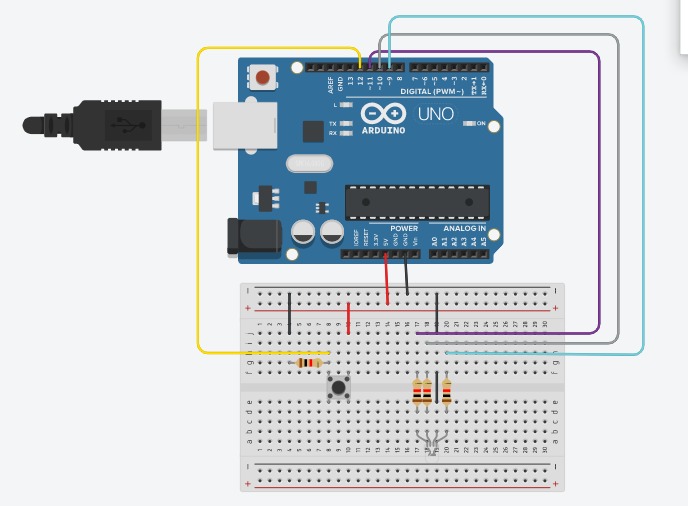 AREF GND 13 12 ~11 ~10 ~9 8 7 ~6 ~5 4 ~3 2 TX→1 RX←0
DIGITAL (PWM~)
L
TX
RX
ARDUINO
UNO
ON
POWER
ANALOG IN
IOREF RESET 3.3V 5V GND GND Vin A0 A1 A2 A3 A4 A5
- -
+ +
1 2 3 4 5 6 7 8 9 10 11 12 13 14 15 16 17 18 19 20 21 22 23 24 25 26 27 28 29 30
j j
i i
h h
g g
f f
e e
d d
c c
b b
a a
1 2 3 4 5 6 7 8 9 10 11 12 13 14 15 16 17 18 19 20 21 22 23 24 25 26 27 28 29 30
- -
+ +